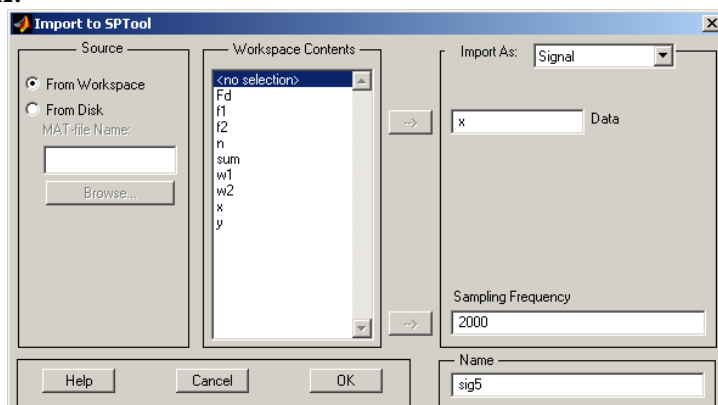 Import to SPTool
Source
From Workspace
From Disk
MAT-file Name:
Browse...
Workspace Contents
<no selection>
Fd
f1
f2
n
sum
w1
w2
x
y
-->
-->
Import As: Signal
x Data
Sampling Frequency
2000
Name
sig5
Help Cancel OK